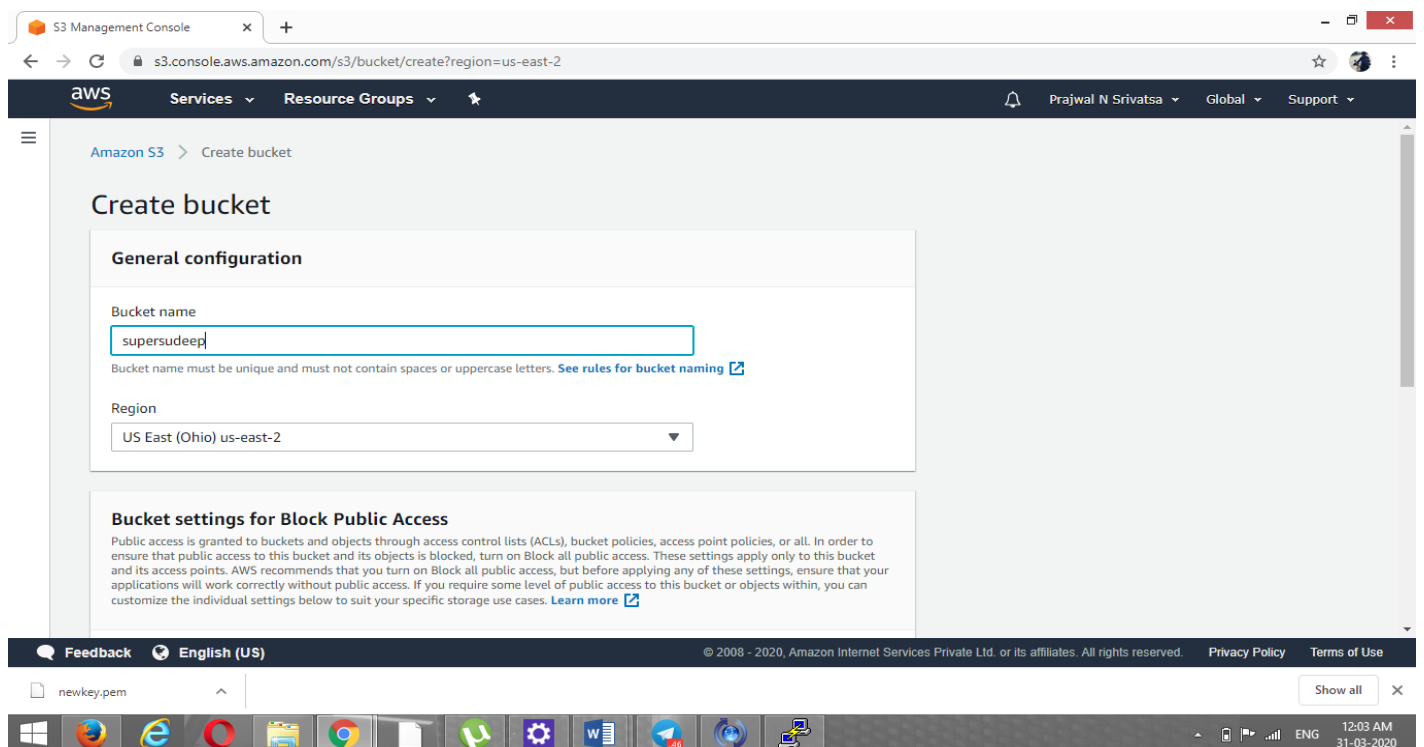 S3 Management Console
s3.console.aws.amazon.com/s3/bucket/create?region=us-east-2
aws
Services
Resource Groups
Prajwal N Srivatsa
Global
Support
Amazon S3 > Create bucket
Create bucket
General configuration
Bucket name
supersudeep
Bucket name must be unique and must not contain spaces or uppercase letters. See rules for bucket naming
Region
US East (Ohio) us-east-2
Bucket settings for Block Public Access
Public access is granted to buckets and objects through access control lists (ACLs), bucket policies, access point policies, or all. In order to
ensure that public access to this bucket and its objects is blocked, turn on Block all public access. These settings apply only to this bucket
and its access points. AWS recommends that you turn on Block all public access, but before applying any of these settings, ensure that your
applications will work correctly without public access. If you require some level of public access to this bucket or objects within, you can
customize the individual settings below to suit your specific storage use cases. Learn more
Feedback
English (US)
© 2008 - 2020, Amazon Internet Services Private Ltd. or its affiliates. All rights reserved.
Privacy Policy
Terms of Use
newkey.pem
Show all
W
46
ENG
12:03 AM
31-03-2020